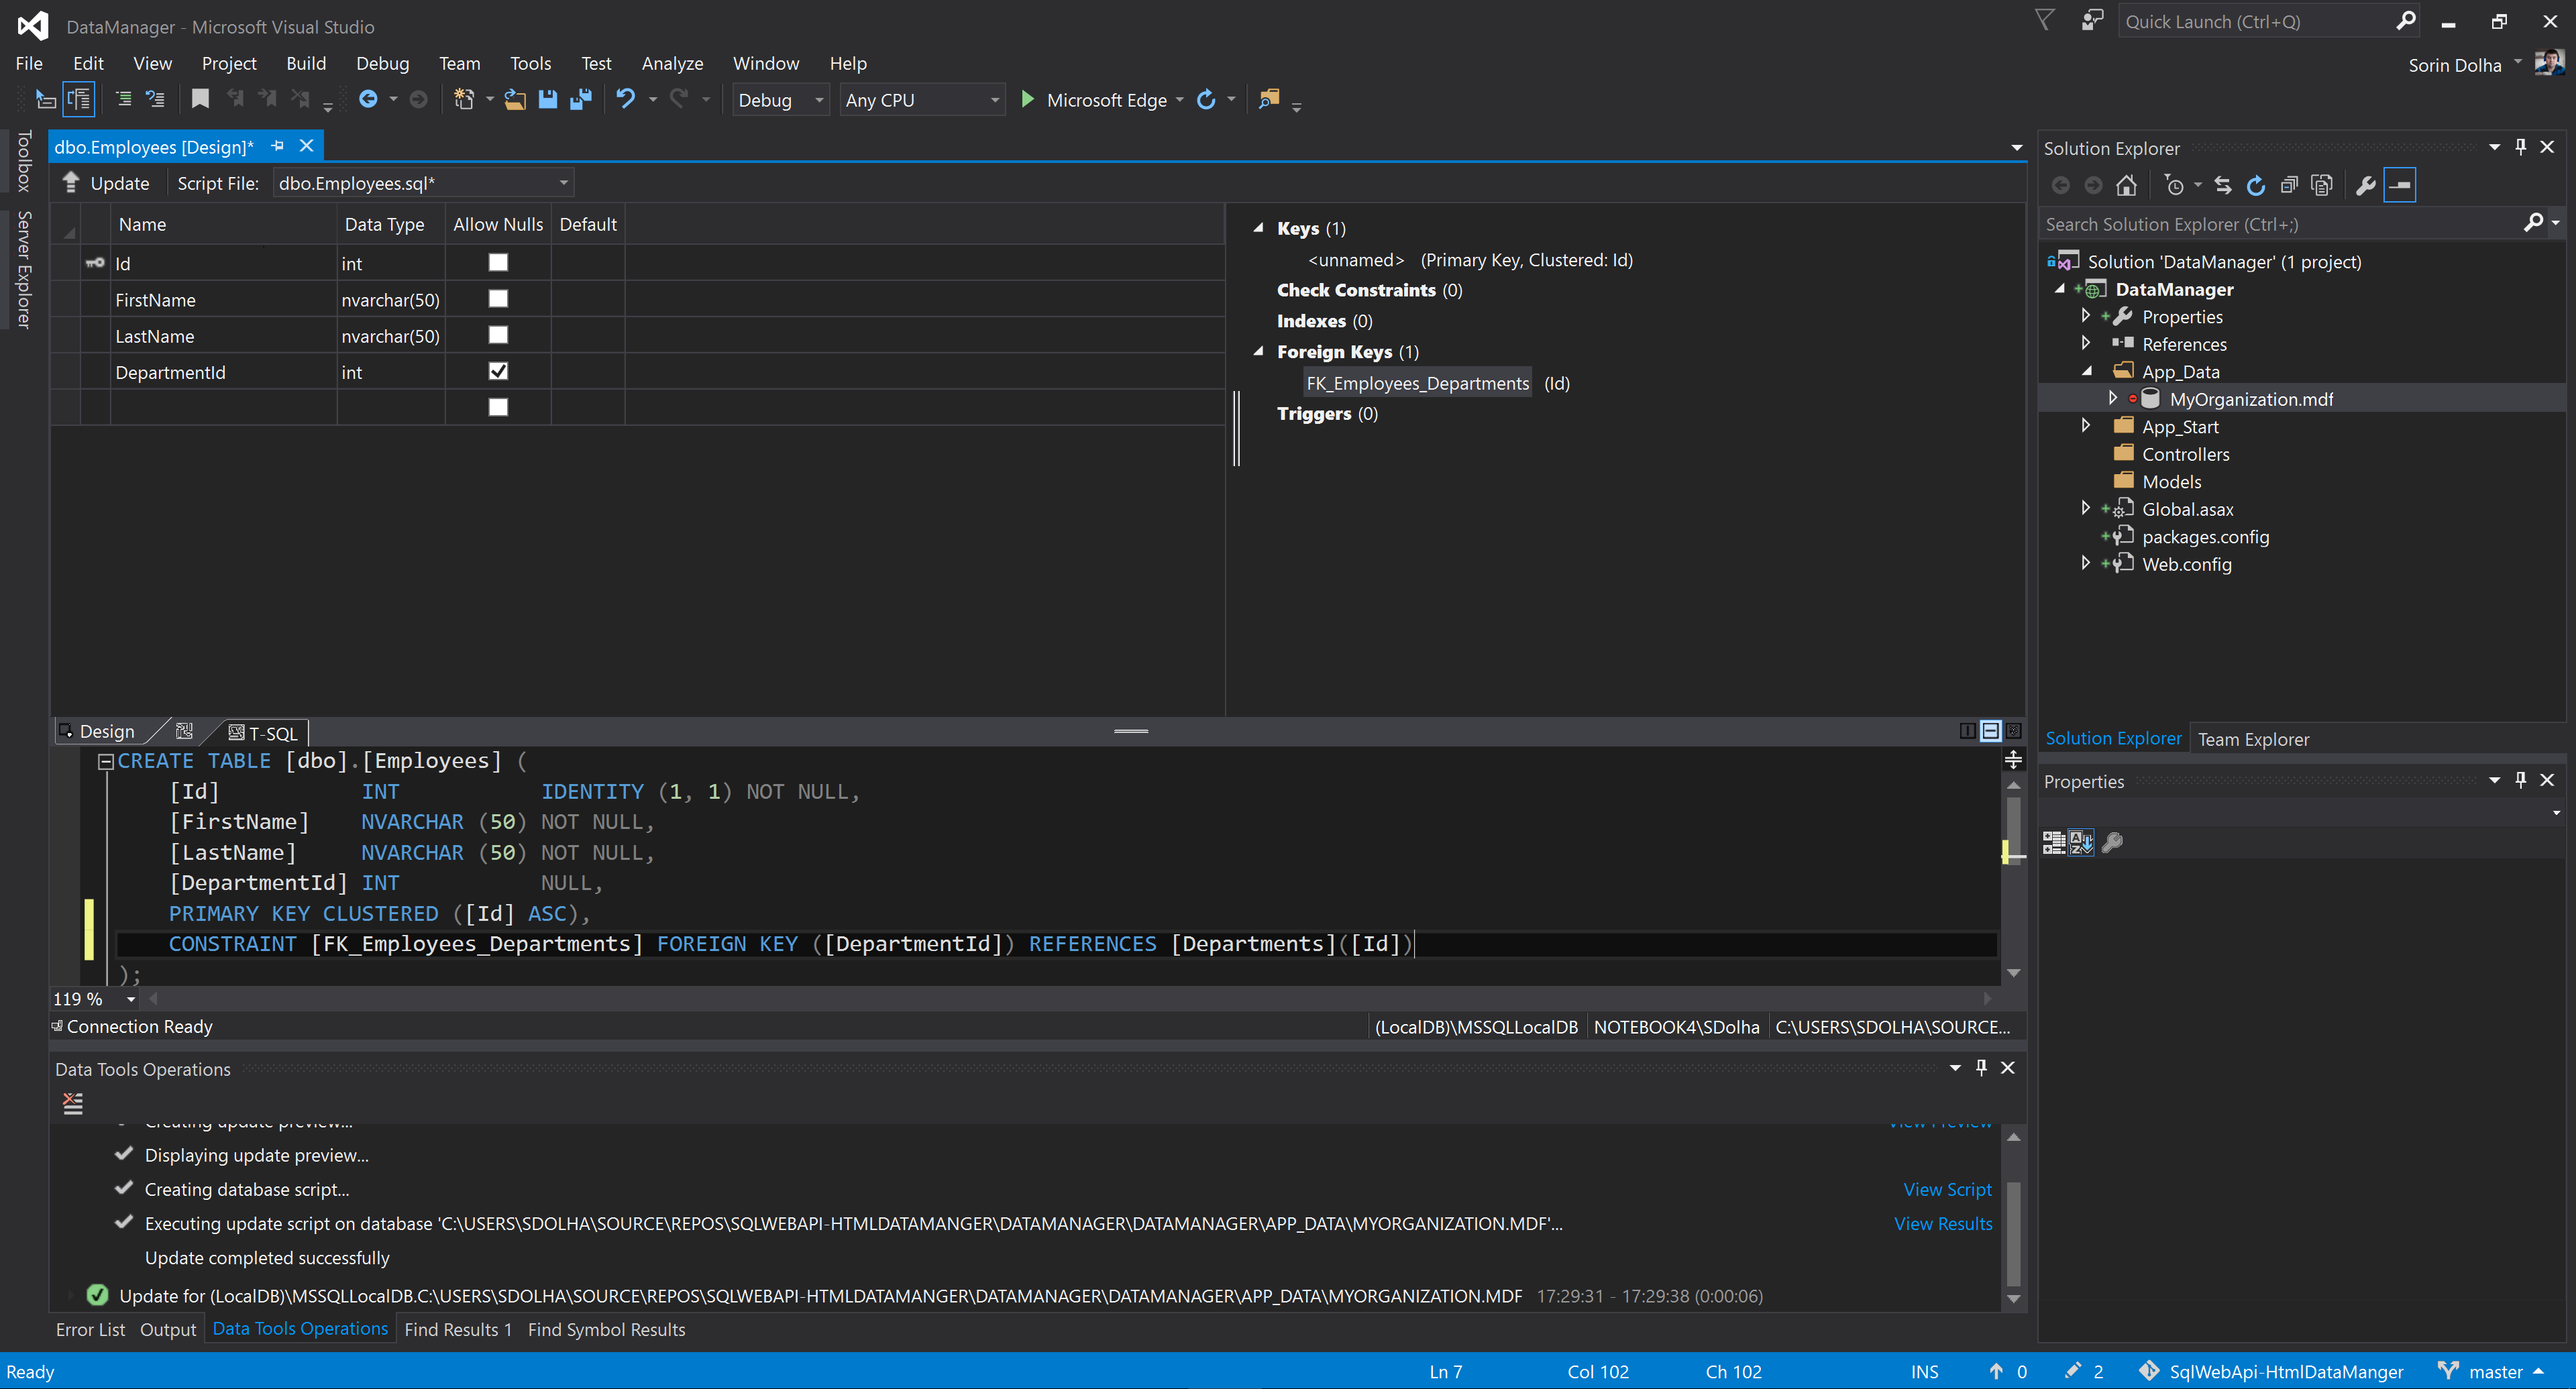 DataManager - Microsoft Visual Studio
Quick Launch (Ctrl+Q)
File Edit View Project Build Debug Team Tools Test Analyze Window Help
Sorin Dolha
Debug Any CPU Microsoft Edge
Toolbox
Server Explorer
dbo.Employees [Design]*
Update Script File: dbo.Employees.sql*
Name Data Type Allow Nulls Default
Id int
FirstName nvarchar(50)
LastName nvarchar(50)
DepartmentId int
Keys (1)
<unnamed> (Primary Key, Clustered: Id)
Check Constraints (0)
Indexes (0)
Foreign Keys (1)
FK_Employees_Departments (Id)
Triggers (0)
Design T-SQL
CREATE TABLE [dbo].[Employees] (
[Id] INT IDENTITY (1, 1) NOT NULL,
[FirstName] NVARCHAR (50) NOT NULL,
[LastName] NVARCHAR (50) NOT NULL,
[DepartmentId] INT NULL,
PRIMARY KEY CLUSTERED ([Id] ASC),
CONSTRAINT [FK_Employees_Departments] FOREIGN KEY ([DepartmentId]) REFERENCES [Departments]([Id])
);
119 %
Connection Ready (LocalDB)\MSSQLLocalDB NOTEBOOK4\SDolha C:\USERS\SDOLHA\SOURCE...
Data Tools Operations
Creating update preview... View Preview
Displaying update preview...
Creating database script... View Script
Executing update script on database 'C:\USERS\SDOLHA\SOURCE\REPOS\SQLWEBAPI-HTMLDATAMANGER\DATAMANAGER\DATAMANAGER\APP_DATA\MYORGANIZATION.MDF'... View Results
Update completed successfully
Update for (LocalDB)\MSSQLLocalDB.C:\USERS\SDOLHA\SOURCE\REPOS\SQLWEBAPI-HTMLDATAMANGER\DATAMANAGER\DATAMANAGER\APP_DATA\MYORGANIZATION.MDF 17:29:31 - 17:29:38 (0:00:06)
Error List Output Data Tools Operations Find Results 1 Find Symbol Results
Solution Explorer
Search Solution Explorer (Ctrl+;)
Solution 'DataManager' (1 project)
DataManager
Properties
References
App_Data
MyOrganization.mdf
App_Start
Controllers
Models
Global.asax
packages.config
Web.config
Solution Explorer Team Explorer
Properties
Ready Ln 7 Col 102 Ch 102 INS 0 2 SqlWebApi-HtmlDataManger master